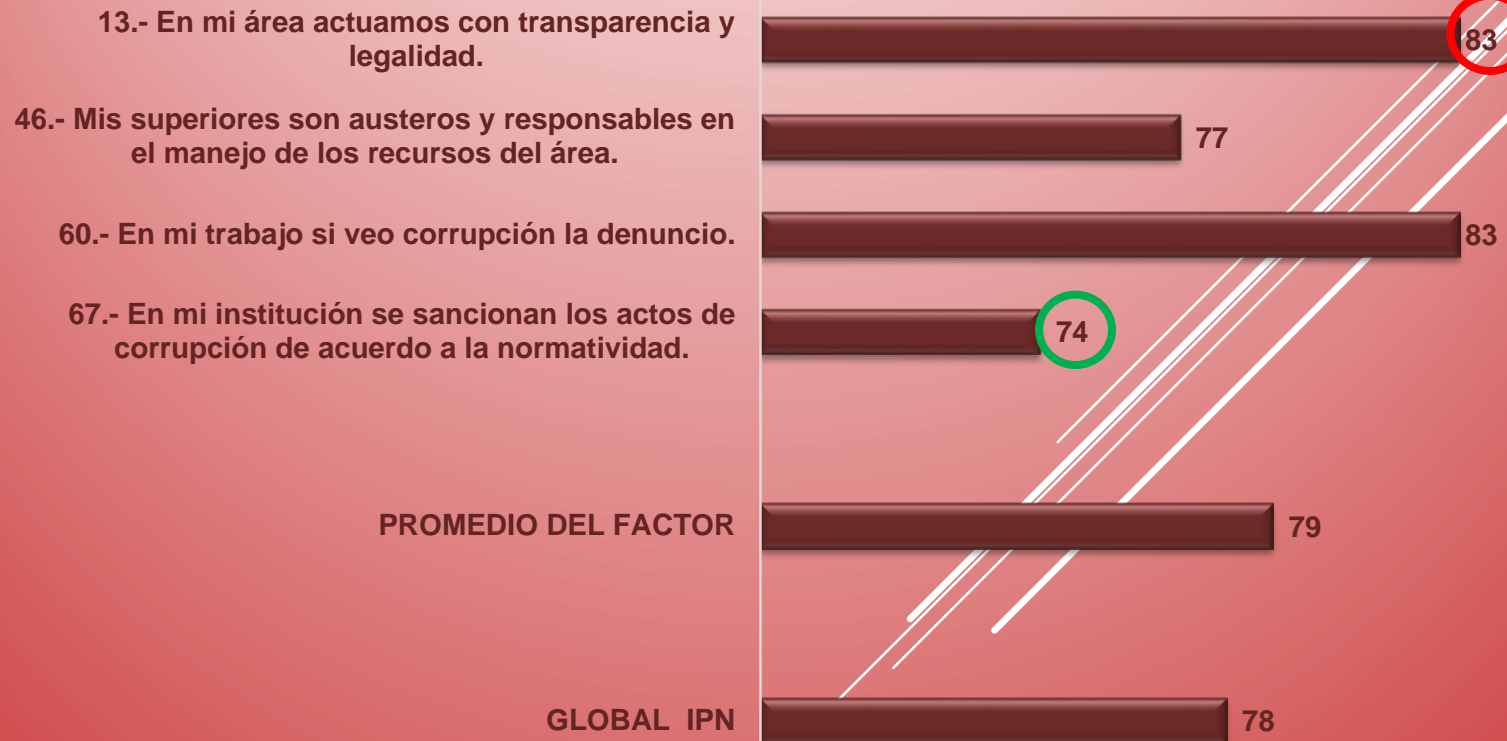 13.- En mi área actuamos con transparencia y
legalidad.
83
46.- Mis superiores son austeros y responsables en
el manejo de los recursos del área.
77
60.- En mi trabajo si veo corrupción la denuncio.
83
67.- En mi institución se sancionan los actos de
corrupción de acuerdo a la normatividad.
74
PROMEDIO DEL FACTOR
79
GLOBAL IPN
78